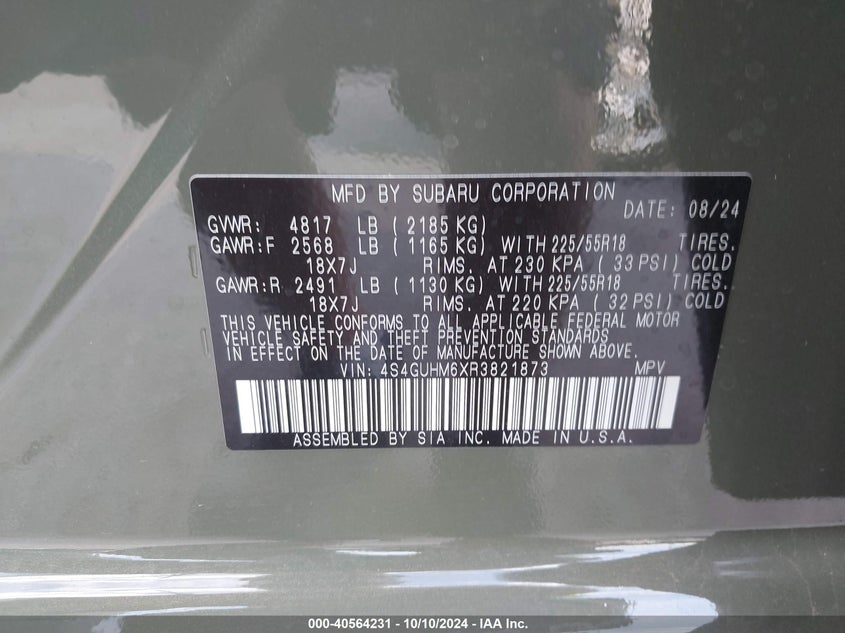 MFD BY SUBARU CORPORATION DATE: 08/24
GVWR: 4817 LB (2185 KG)
GAWR:F 2568 LB (1165 KG) WITH 225/55R18 TIRES.
18X7J RIMS. AT 230 KPA (33 PSI) COLD
GAWR:R 2491 LB (1130 KG) WITH 225/55R18 TIRES.
18X7J RIMS. AT 220 KPA (32 PSI) COLD
THIS VEHICLE CONFORMS TO ALL APPLICABLE FEDERAL MOTOR
VEHICLE SAFETY AND THEFT PREVENTION STANDARDS
IN EFFECT ON THE DATE OF MANUFACTURE SHOWN ABOVE.
VIN: 4S4GUHM6XR3821873 MPV
ASSEMBLED BY SIA INC. MADE IN U.S.A.
000-40564231 - 10/10/2024 - IAA Inc.